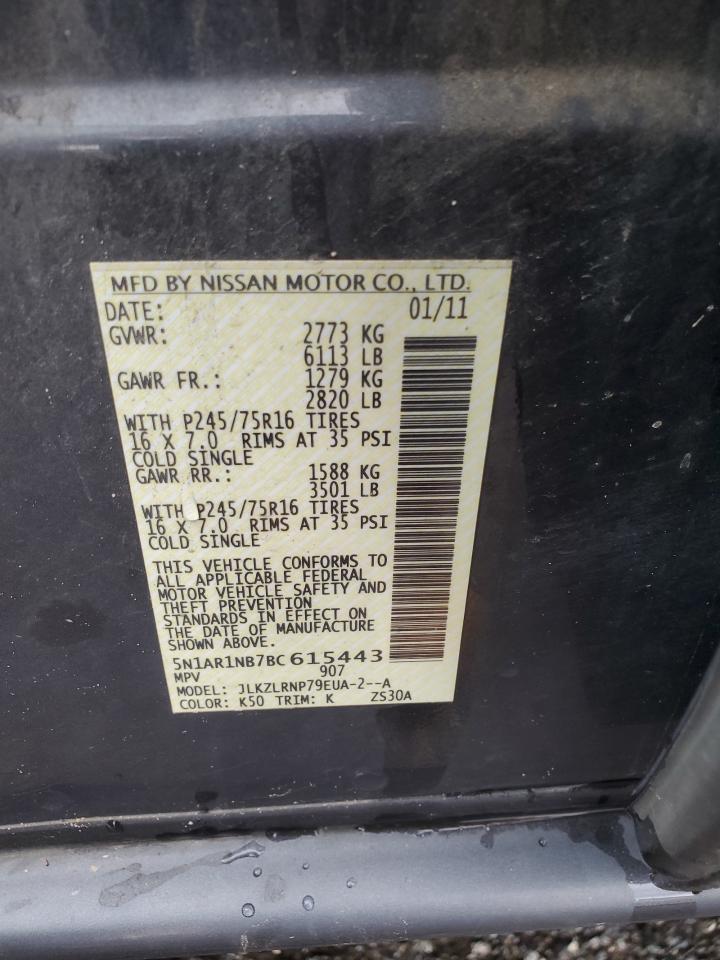 MFD BY NISSAN MOTOR CO., LTD.
DATE: 01/11
GVWR: 2773 KG
6113 LB
GAWR FR.: 1279 KG
2820 LB
WITH P245/75R16 TIRES
16 X 7.0 RIMS AT 35 PSI
COLD SINGLE
GAWR RR.: 1588 KG
3501 LB
WITH P245/75R16 TIRES
16 X 7.0 RIMS AT 35 PSI
COLD SINGLE
THIS VEHICLE CONFORMS TO
ALL APPLICABLE FEDERAL
MOTOR VEHICLE SAFETY AND
THEFT PREVENTION
STANDARDS IN EFFECT ON
THE DATE OF MANUFACTURE
SHOWN ABOVE.
5N1AR1NB7BC615443
MPV 907
MODEL: JLKZLRNP79EUA-2--A
COLOR: K50 TRIM: K ZS30A